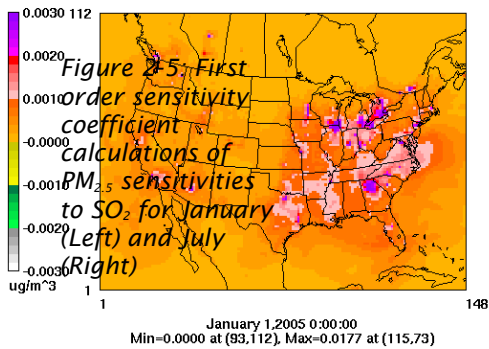 0.0030 112
0.0020
0.0010
-0.0000
-0.0010
-0.0020
-0.0030
ug/m^3
1
1 148
Figure 2-5: First
order sensitivity
coefficient
calculations of
PM2.5 sensitivities
to SO2 for January
(Left) and July
(Right)
January 1,2005 0:00:00
Min=0.0000 at (93,112), Max=0.0177 at (115,73)